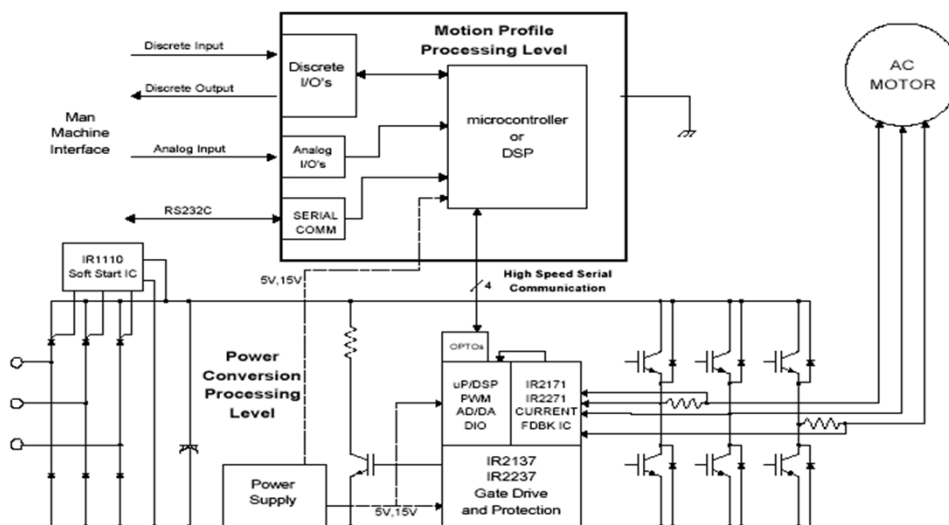 Motion Profile
Processing Level
Discrete Input
Discrete
I/O's
Discrete Output
Man
Machine
Interface
Analog Input
Analog
I/O's
microcontroller
or
DSP
RS232C
SERIAL
COMM
AC
MOTOR
IR1110
Soft Start IC
5V,15V
High Speed Serial
Communication
4
OPTOs
Power
Conversion
Processing
Level
uP/DSP
PWM
AD/DA
DIO
IR2171
IR2271
CURRENT
FDBK IC
IR2137
IR2237
Gate Drive
and Protection
Power
Supply
5V,15V